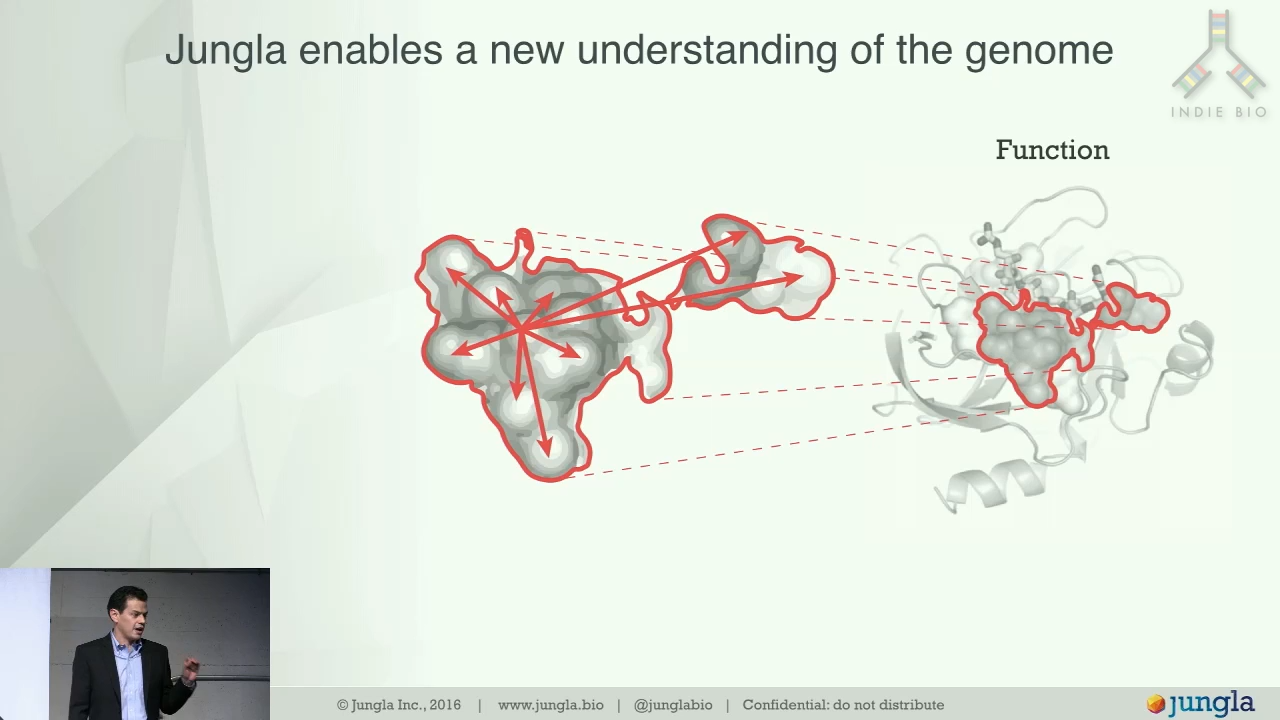 Jungla enables a new understanding of the genome
INDIE BIO
Function
© Jungla Inc., 2016 | www.jungla.bio | @junglabio | Confidential: do not distribute
jungla